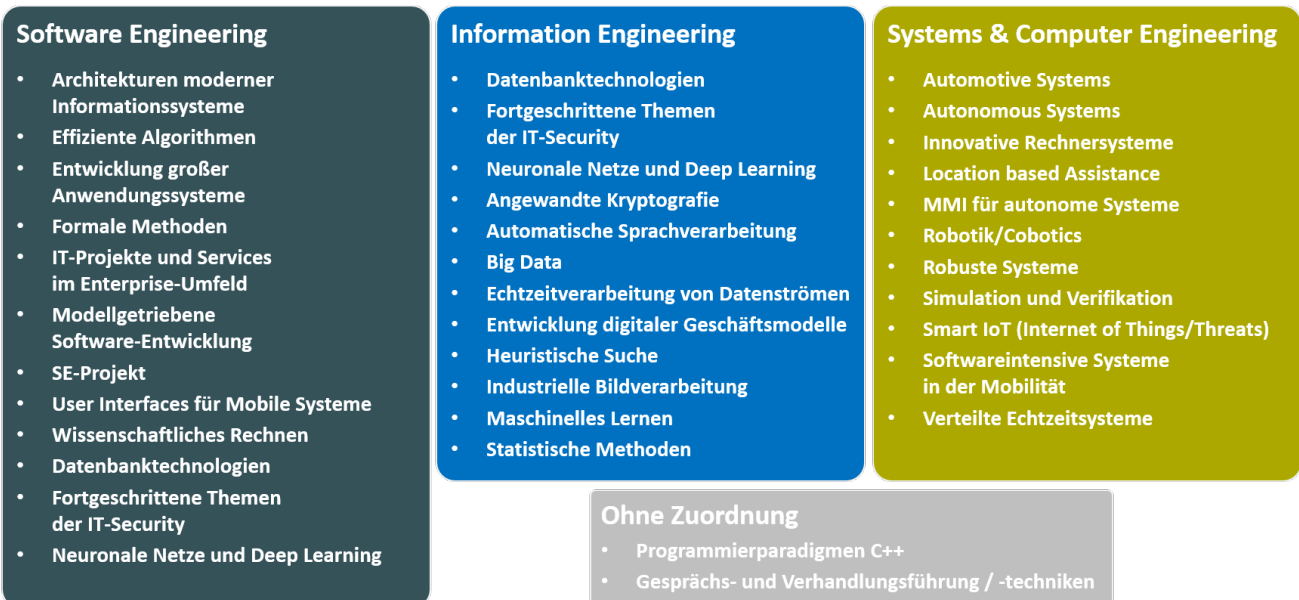 Software Engineering
• Architekturen moderner
Informationssysteme
• Effiziente Algorithmen
• Entwicklung großer
Anwendungssysteme
• Formale Methoden
• IT-Projekte und Services
im Enterprise-Umfeld
• Modellgetriebene
Software-Entwicklung
• SE-Projekt
• User Interfaces für Mobile Systeme
• Wissenschaftliches Rechnen
• Datenbanktechnologien
• Fortgeschrittene Themen
der IT-Security
• Neuronale Netze und Deep Learning
Information Engineering
• Datenbanktechnologien
• Fortgeschrittene Themen
der IT-Security
• Neuronale Netze und Deep Learning
• Angewandte Kryptografie
• Automatische Sprachverarbeitung
• Big Data
• Echtzeitverarbeitung von Datenströmen
• Entwicklung digitaler Geschäftsmodelle
• Heuristische Suche
• Industrielle Bildverarbeitung
• Maschinelles Lernen
• Statistische Methoden
Systems & Computer Engineering
• Automotive Systems
• Autonomous Systems
• Innovative Rechnersysteme
• Location based Assistance
• MMI für autonome Systeme
• Robotik/Cobotics
• Robuste Systeme
• Simulation und Verifikation
• Smart IoT (Internet of Things/Threats)
• Softwareintensive Systeme
in der Mobilität
• Verteilte Echtzeitsysteme
Ohne Zuordnung
• Programmierparadigmen C++
• Gesprächs- und Verhandlungsführung / -techniken